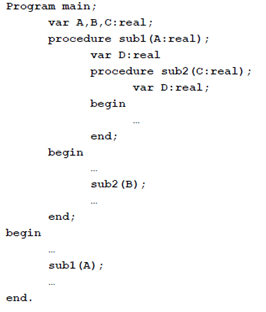 Program main;
var A,B,C:real;
procedure sub1(A:real);
var D:real
procedure sub2(C:real);
var D:real;
begin
…
end;
begin
…
sub2(B);
…
end;
begin
…
sub1(A);
…
end.